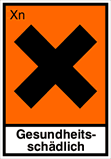 Xn
Gesundheits-
schädlich